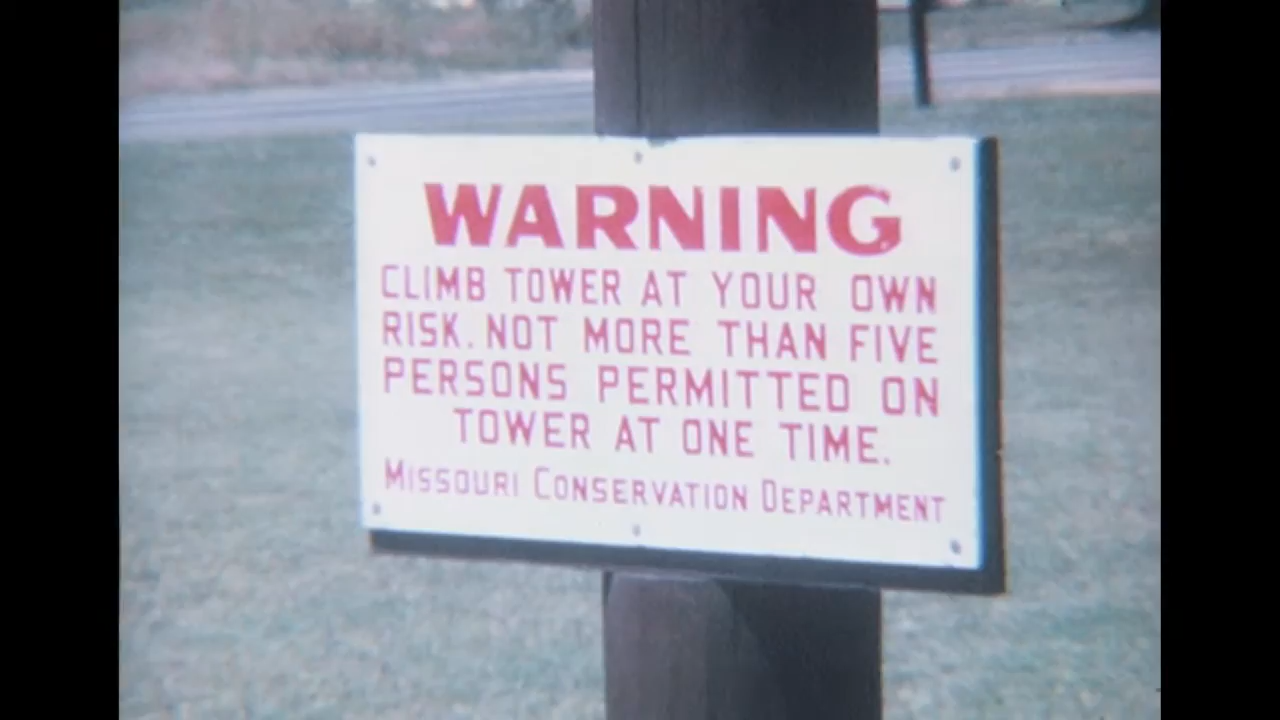 WARNING
CLIMB TOWER AT YOUR OWN
RISK. NOT MORE THAN FIVE
PERSONS PERMITTED ON
TOWER AT ONE TIME.
MISSOURI CONSERVATION DEPARTMENT